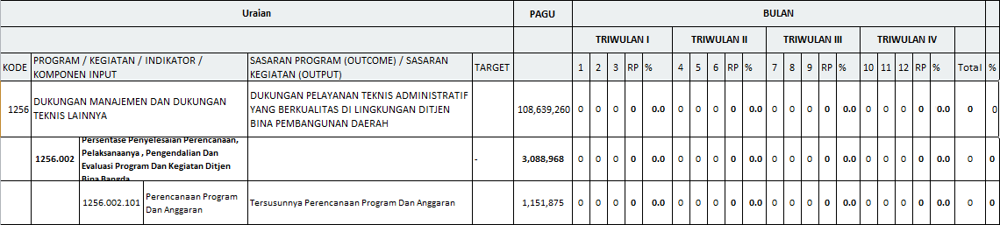 Uraian PAGU BULAN
TRIWULAN I TRIWULAN II TRIWULAN III TRIWULAN IV
KODE PROGRAM / KEGIATAN / INDIKATOR / KOMPONEN INPUT SASARAN PROGRAM (OUTCOME) / SASARAN KEGIATAN (OUTPUT) TARGET 1 2 3 RP % 4 5 6 RP % 7 8 9 RP % 10 11 12 RP % Total %
1256 DUKUNGAN MANAJEMEN DAN DUKUNGAN TEKNIS LAINNYA DUKUNGAN PELAYANAN TEKNIS ADMINISTRATIF YANG BERKUALITAS DI LINGKUNGAN DITJEN BINA PEMBANGUNAN DAERAH 108,639,260 0 0 0 0 0.0 0 0 0 0 0.0 0 0 0 0 0.0 0 0 0 0 0.0 0 0
1256.002 Persentase Penyelesaian Perencanaan, Pelaksanaanya , Pengendalian Dan Evaluasi Program Dan Kegiatan Ditjen Bina Bangda - 3,088,968 0 0 0 0 0.0 0 0 0 0 0.0 0 0 0 0 0.0 0 0 0 0 0.0 0 0
1256.002.101 Perencanaan Program Dan Anggaran Tersusunnya Perencanaan Program Dan Anggaran 1,151,875 0 0 0 0 0.0 0 0 0 0 0.0 0 0 0 0 0.0 0 0 0 0 0.0 0 0